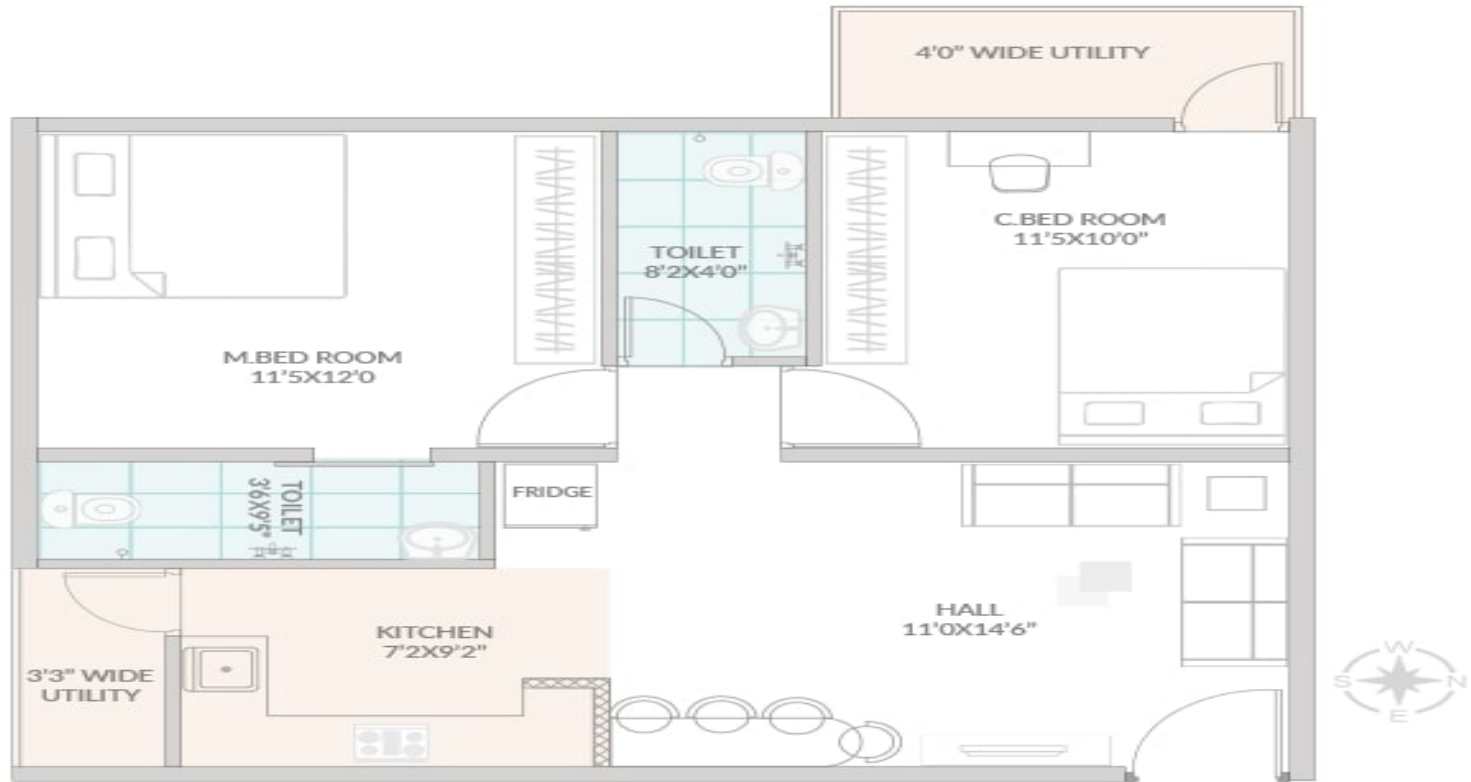 4'0" WIDE UTILITY
C.BED ROOM
11'5X10'0"
TOILET
8'2X4'0"
M.BED ROOM
11'5X12'0
TOILET
3'6X9'5"
FRIDGE
HALL
11'0X14'6"
KITCHEN
7'2X9'2"
3'3" WIDE
UTILITY
W
S N
E